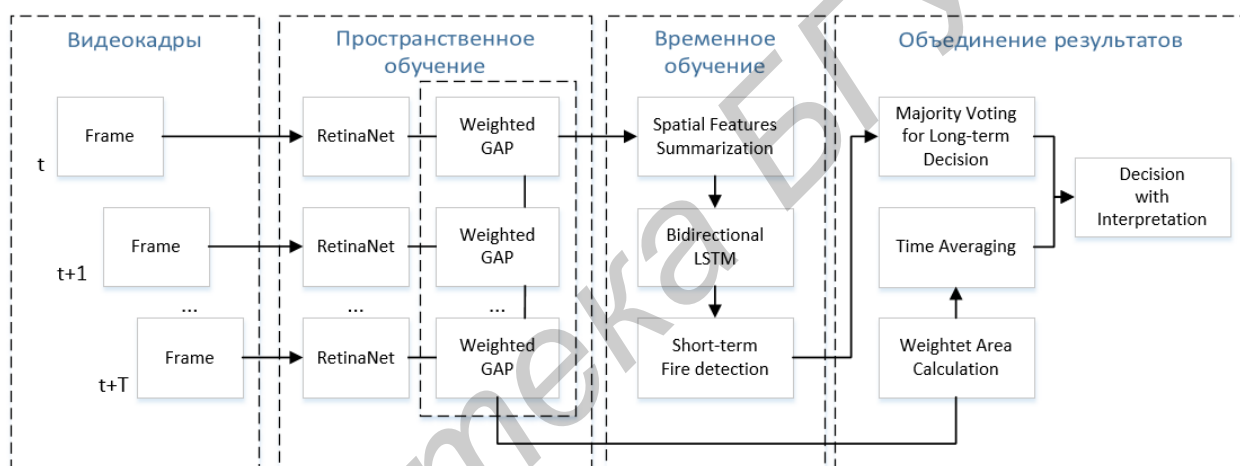 Видеокадры
Пространственное
обучение
Временное
обучение
Объединение результатов
Frame
t
RetinaNet
Weighted
GAP
Spatial Features
Summarization
Majority Voting
for Long-term
Decision
Decision
with
Interpretation
Frame
t+1
RetinaNet
Weighted
GAP
Bidirectional
LSTM
Time Averaging
...
...
...
Frame
t+T
RetinaNet
Weighted
GAP
Short-term
Fire detection
Weightet Area
Calculation